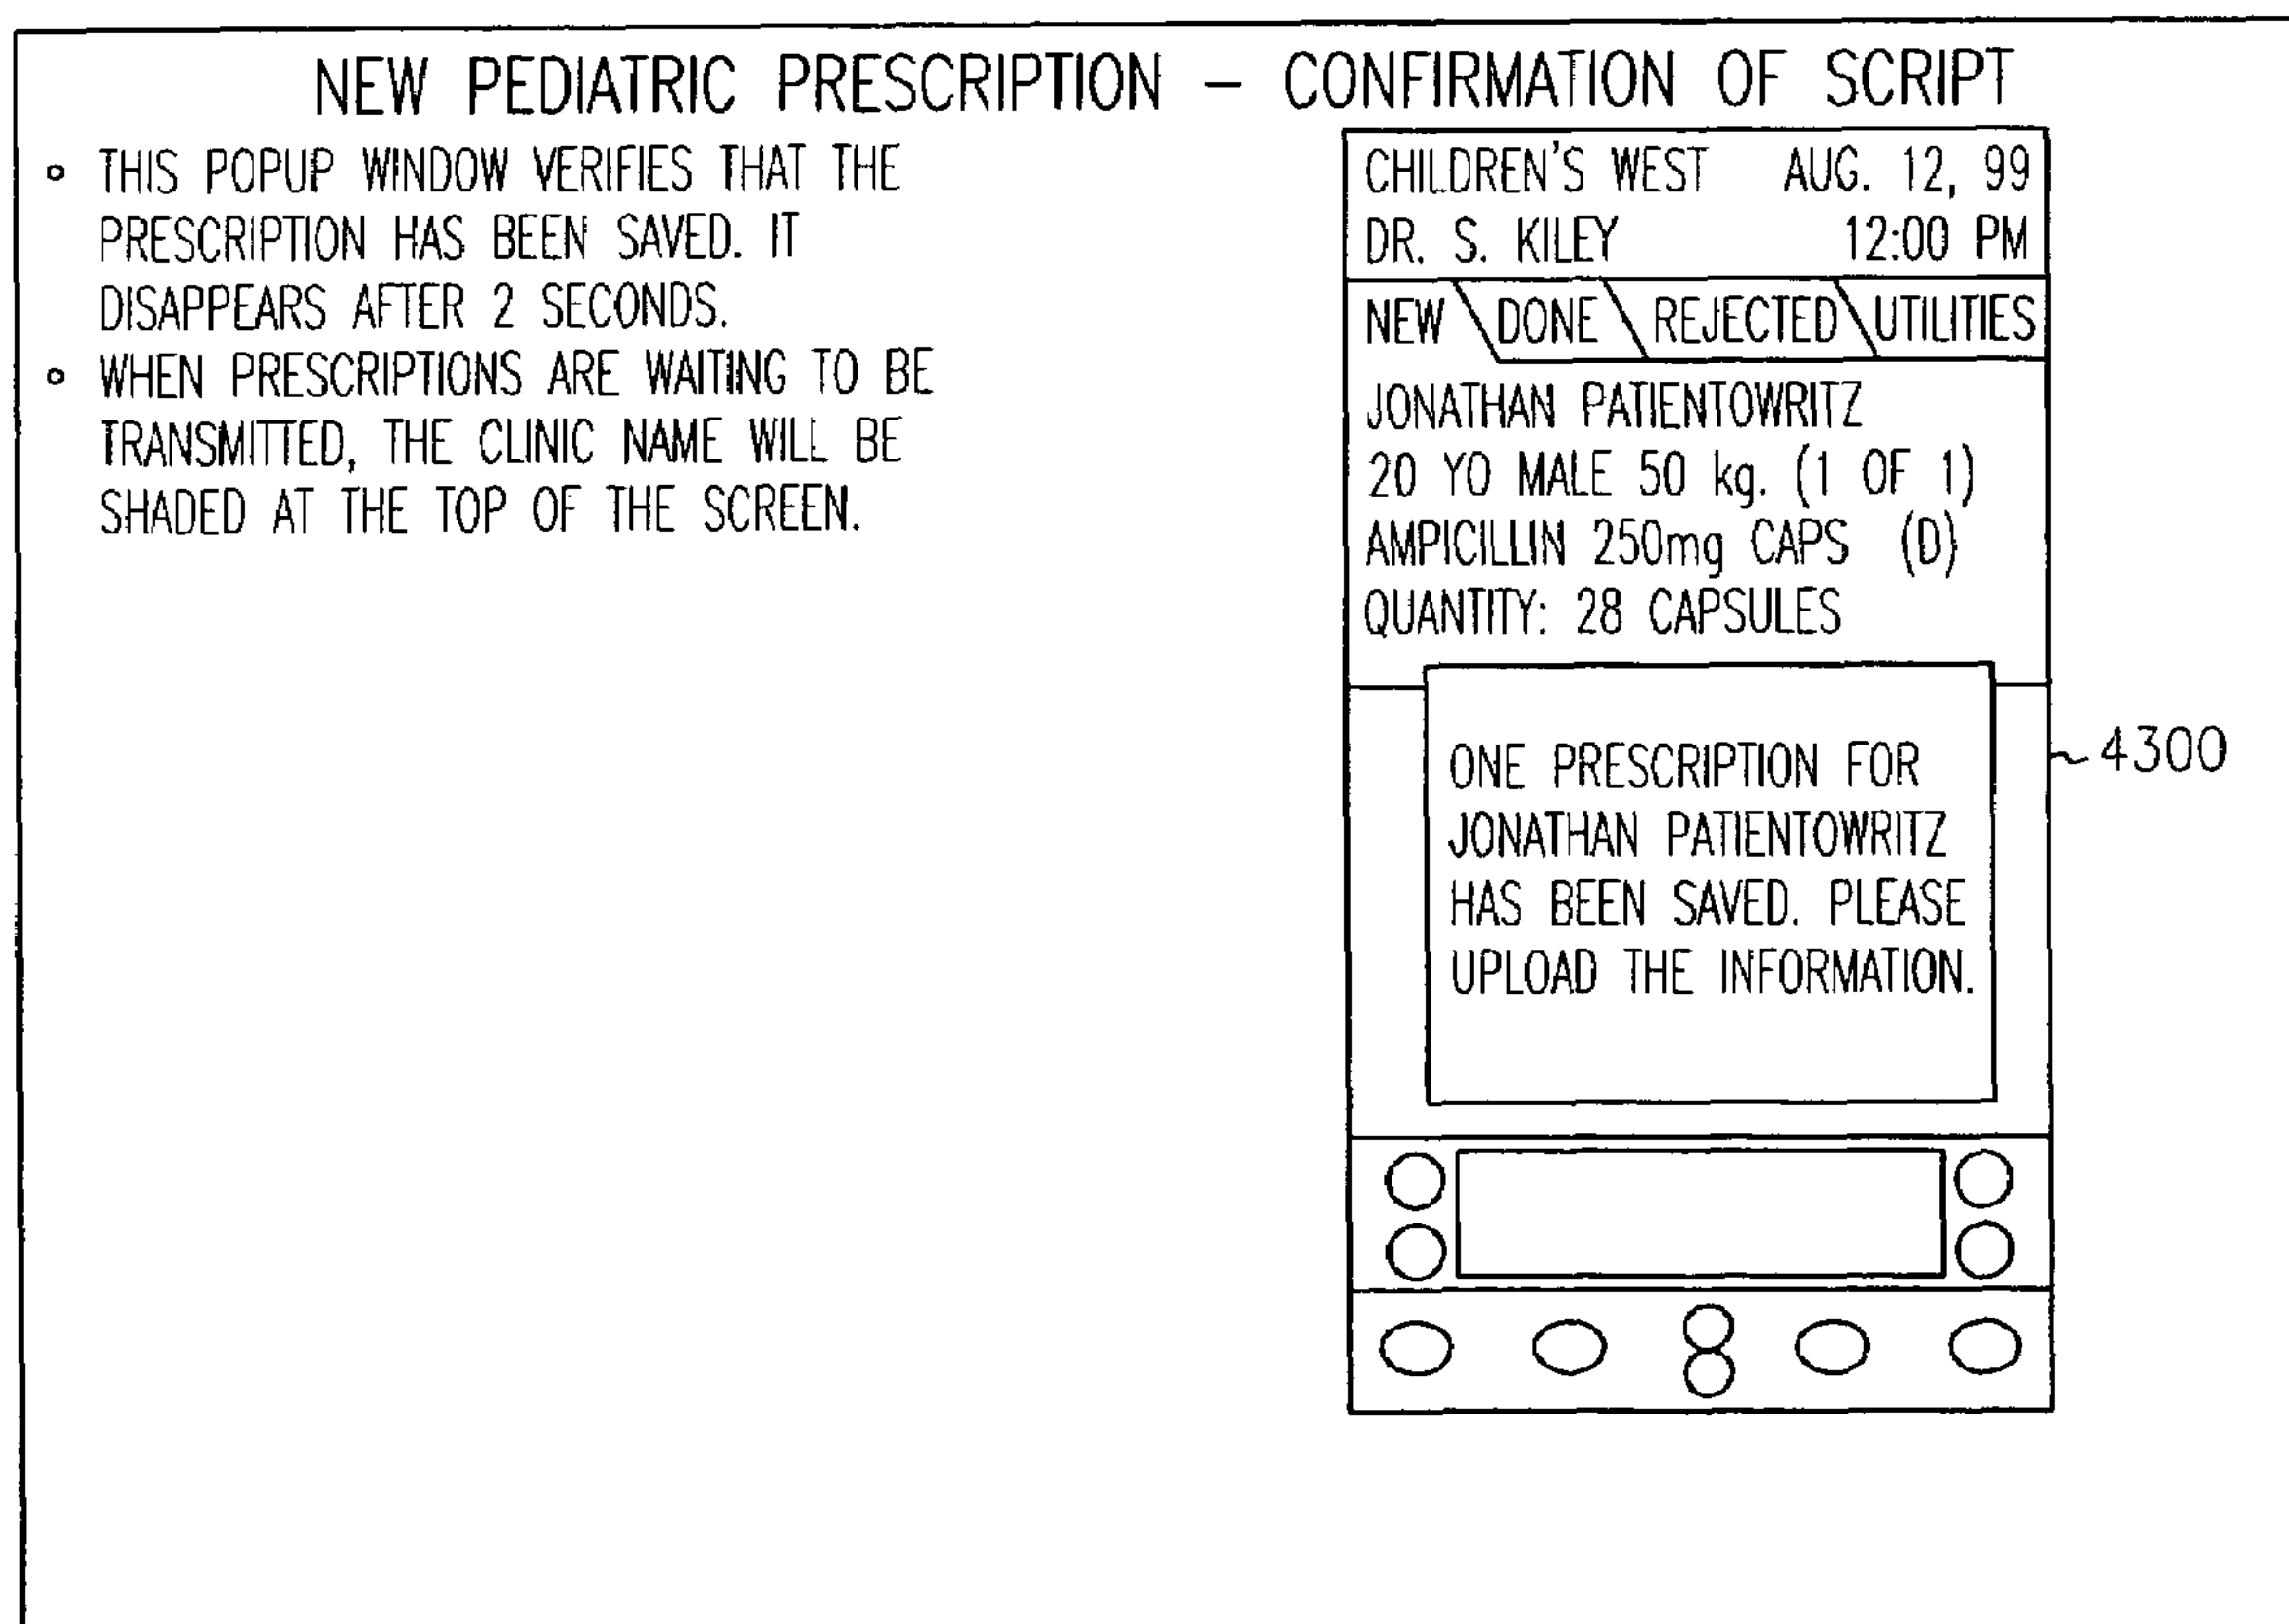 NEW PEDIATRIC PRESCRIPTION – CONFIRMATION OF SCRIPT
∘ THIS POPUP WINDOW VERIFIES THAT THE
PRESCRIPTION HAS BEEN SAVED. IT
DISAPPEARS AFTER 2 SECONDS.
∘ WHEN PRESCRIPTIONS ARE WAITING TO BE
TRANSMITTED, THE CLINIC NAME WILL BE
SHADED AT THE TOP OF THE SCREEN.
CHILDREN'S WEST AUG. 12, 99
DR. S. KILEY 12:00 PM
NEW DONE REJECTED UTILITIES
JONATHAN PATIENTOWRITZ
20 YO MALE 50 kg. (1 OF 1)
AMPICILLIN 250mg CAPS (D)
QUANTITY: 28 CAPSULES
ONE PRESCRIPTION FOR
JONATHAN PATIENTOWRITZ
HAS BEEN SAVED. PLEASE
UPLOAD THE INFORMATION.
4300